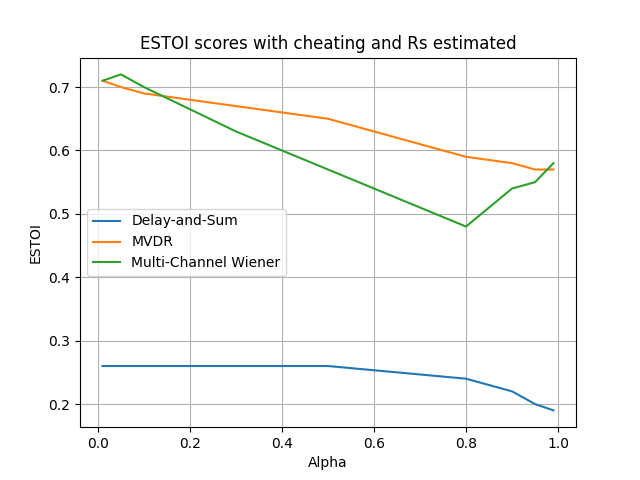 ESTOI scores with cheating and Rs estimated
0.7
0.6
0.5
0.4
0.3
0.2
ESTOI
Delay-and-Sum
MVDR
Multi-Channel Wiener
0.0 0.2 0.4 0.6 0.8 1.0
Alpha